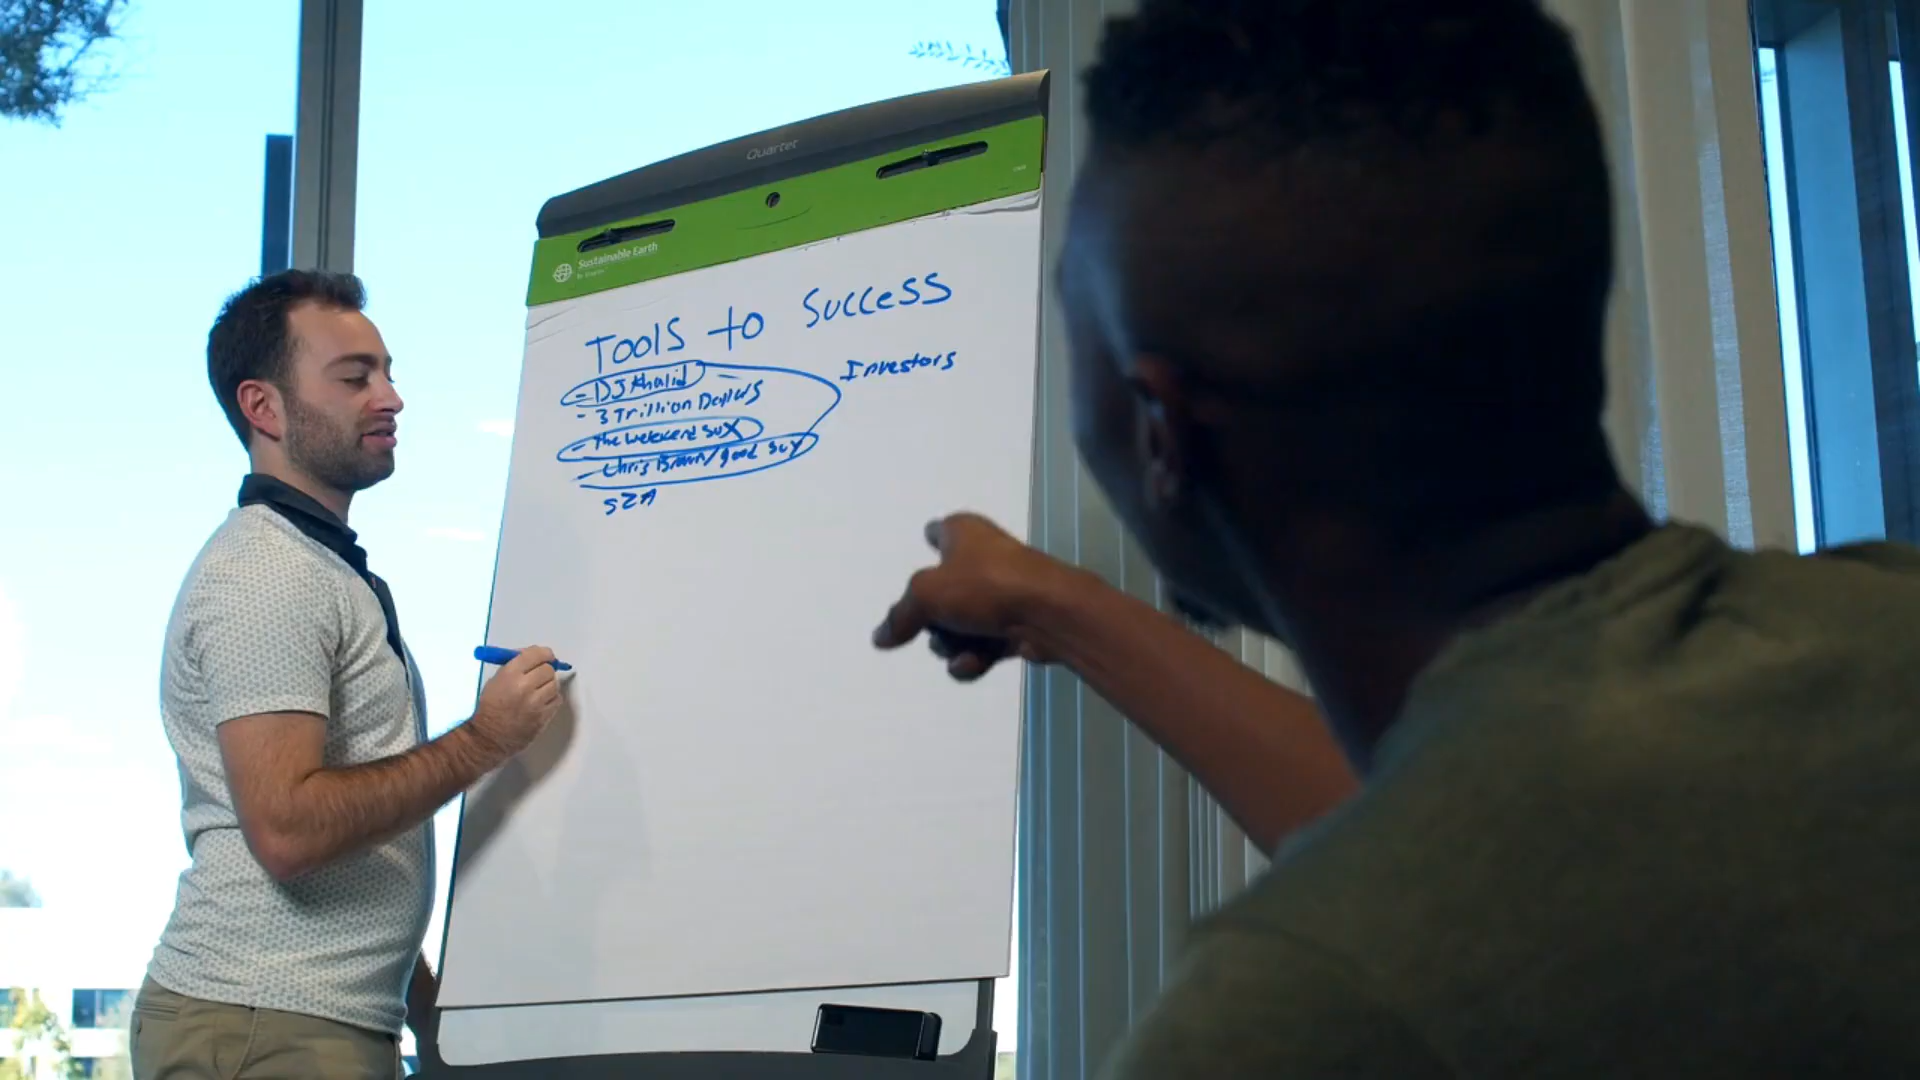 Quartet
Sustainable Earth
Tools to Success
- DJ Khalid
Investors
- 3 Trillion Dollars
- The Weekend sux
- Chris Brown/good sux
SZA